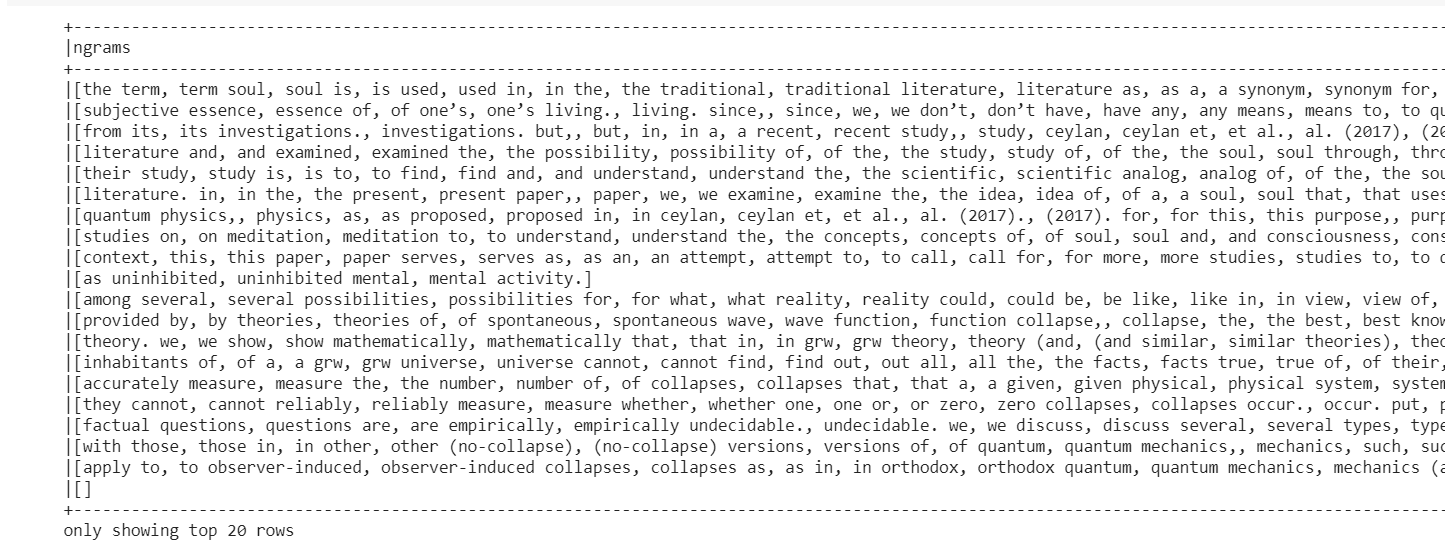 +---------------------------------------------------------------------------------------------------------------------------------------------
|ngrams
+---------------------------------------------------------------------------------------------------------------------------------------------
|[the term, term soul, soul is, is used, used in, in the, the traditional, traditional literature, literature as, as a, a synonym, synonym for,
|[subjective essence, essence of, of one’s, one’s living., living. since,, since, we, we don’t, don’t have, have any, any means, means to, to qu
|[from its, its investigations., investigations. but,, but, in, in a, a recent, recent study,, study, ceylan, ceylan et, et al., al. (2017), (20
|[literature and, and examined, examined the, the possibility, possibility of, of the, the study, study of, of the, the soul, soul through, thro
|[their study, study is, is to, to find, find and, and understand, understand the, the scientific, scientific analog, analog of, of the, the sou
|[literature. in, in the, the present, present paper,, paper, we, we examine, examine the, the idea, idea of, of a, a soul, soul that, that uses
|[quantum physics,, physics, as, as proposed, proposed in, in ceylan, ceylan et, et al., al. (2017)., (2017). for, for this, this purpose,, purp
|[studies on, on meditation, meditation to, to understand, understand the, the concepts, concepts of, of soul, soul and, and consciousness, cons
|[context, this, this paper, paper serves, serves as, as an, an attempt, attempt to, to call, call for, for more, more studies, studies to, to
|[as uninhibited, uninhibited mental, mental activity.]
|[among several, several possibilities, possibilities for, for what, what reality, reality could, could be, be like, like in, in view, view of,
|[provided by, by theories, theories of, of spontaneous, spontaneous wave, wave function, function collapse,, collapse, the, the best, best know
|[theory. we, we show, show mathematically, mathematically that, that in, in grw, grw theory, theory (and, (and similar, similar theories), theo
|[inhabitants of, of a, a grw, grw universe, universe cannot, cannot find, find out, out all, all the, the facts, facts true, true of, of their,
|[accurately measure, measure the, the number, number of, of collapses, collapses that, that a, a given, given physical, physical system, system
|[they cannot, cannot reliably, reliably measure, measure whether, whether one, one or, or zero, zero collapses, collapses occur., occur. put, p
|[factual questions, questions are, are empirically, empirically undecidable., undecidable. we, we discuss, discuss several, several types, type
|[with those, those in, in other, other (no-collapse), (no-collapse) versions, versions of, of quantum, quantum mechanics,, mechanics, such, suc
|[apply to, to observer-induced, observer-induced collapses, collapses as, as in, in orthodox, orthodox quantum, quantum mechanics, mechanics (a
|[]
+---------------------------------------------------------------------------------------------------------------------------------------------
only showing top 20 rows